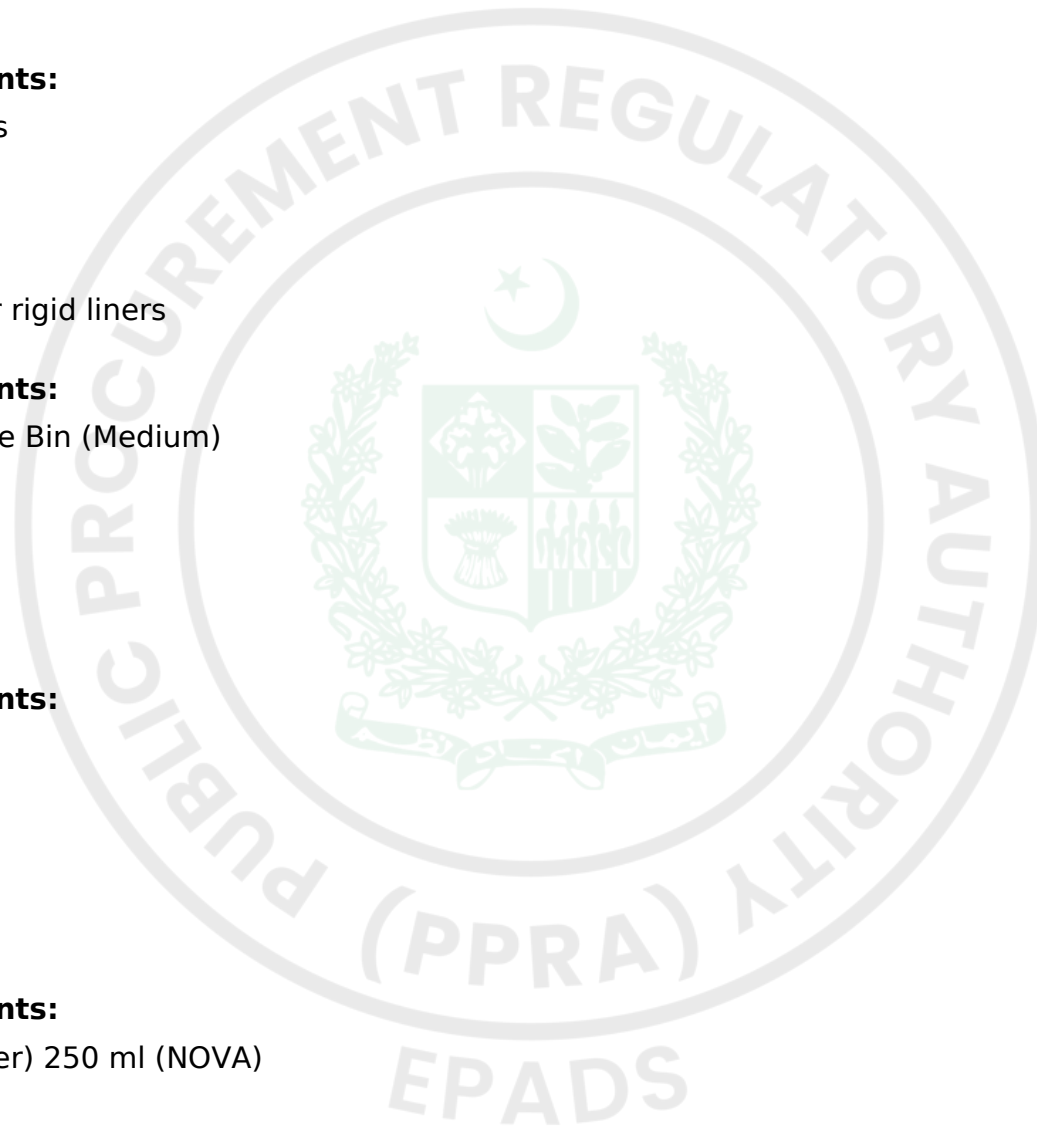 nts:
s
r rigid liners
nts:
e Bin (Medium)
nts:
nts:
er) 250 ml (NOVA)
PUBLIC PROCUREMENT REGULATORY AUTHORITY
(PPRA)
EPADS